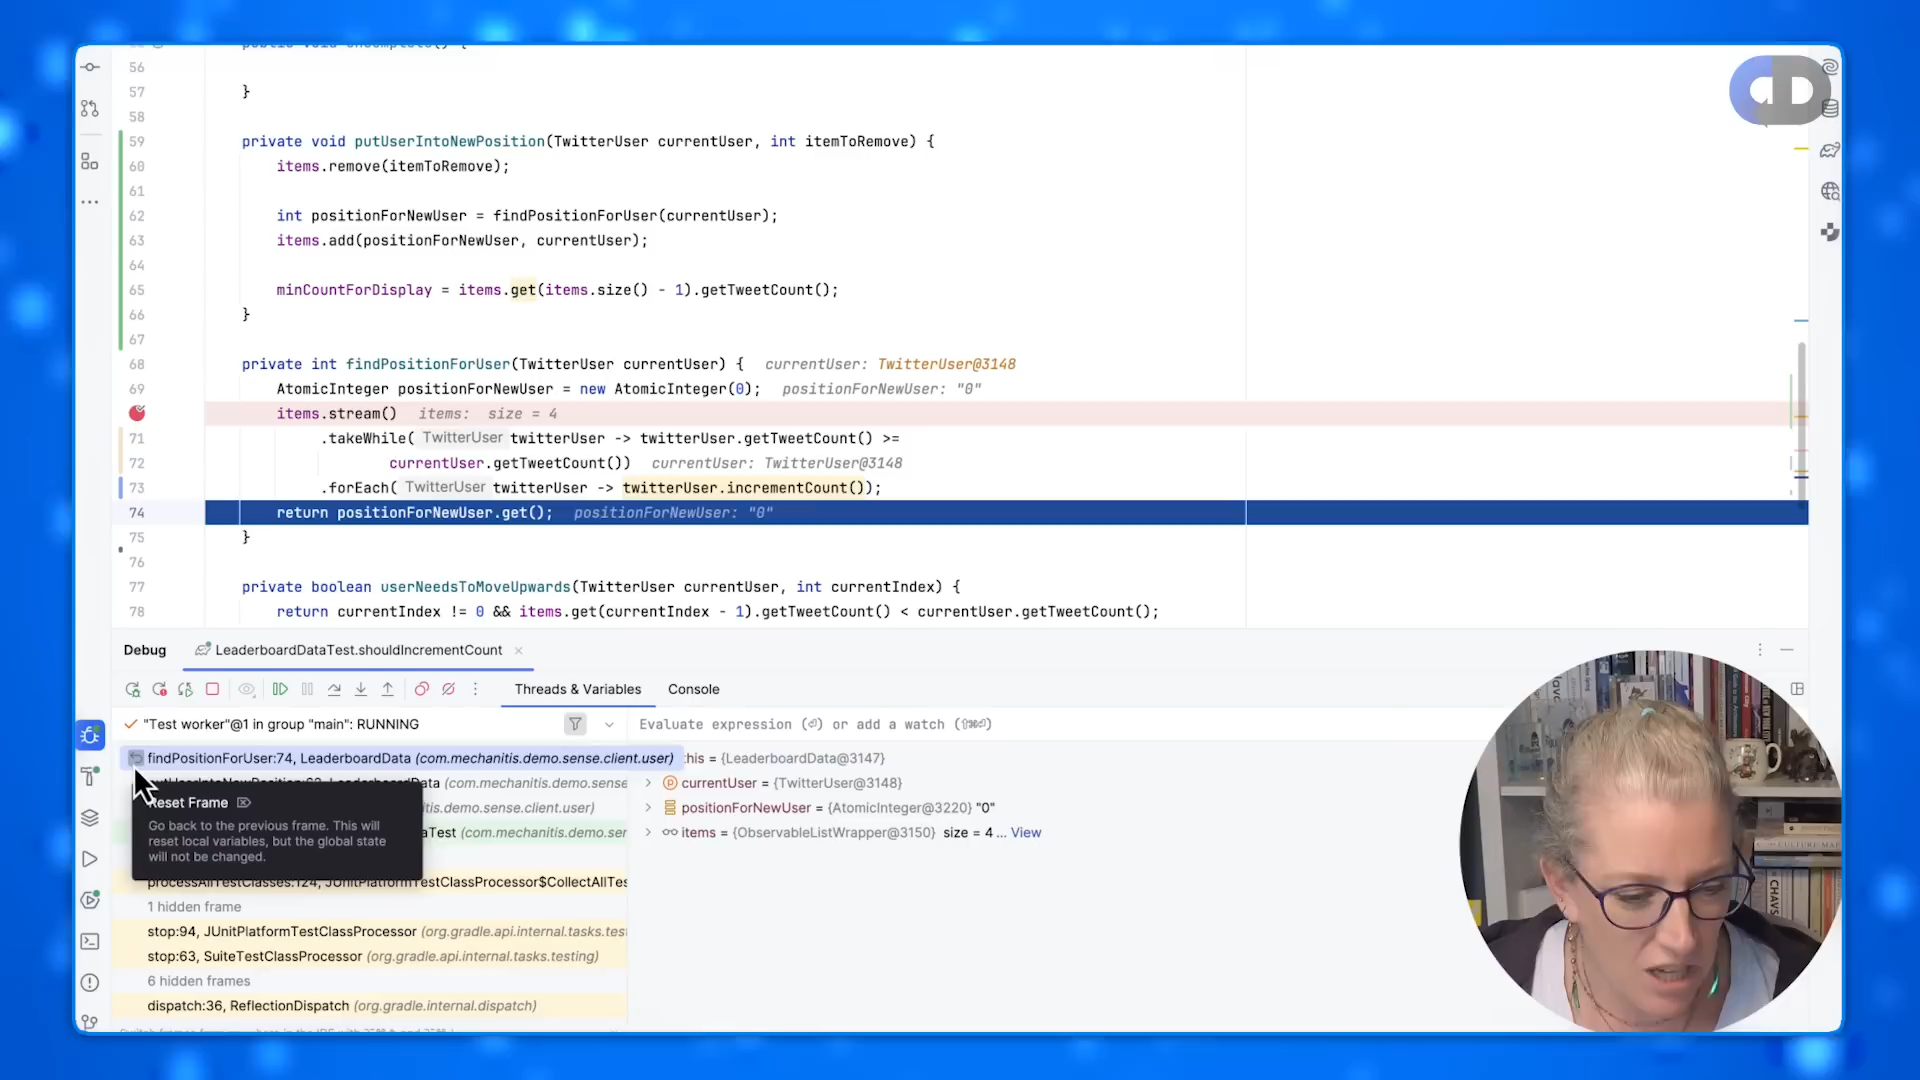 56
57 }
58
59 private void putUserIntoNewPosition(TwitterUser currentUser, int itemToRemove) {
60 items.remove(itemToRemove);
61
62 int positionForNewUser = findPositionForUser(currentUser);
63 items.add(positionForNewUser, currentUser);
64
65 minCountForDisplay = items.get(items.size() - 1).getTweetCount();
66 }
67
68 private int findPositionForUser(TwitterUser currentUser) { currentUser: TwitterUser@3148
69 AtomicInteger positionForNewUser = new AtomicInteger(0); positionForNewUser: "0"
items.stream() items: size = 4
71 .takeWhile( TwitterUser twitterUser -> twitterUser.getTweetCount() >=
72 currentUser.getTweetCount()) currentUser: TwitterUser@3148
73 .forEach( TwitterUser twitterUser -> twitterUser.incrementCount());
74 return positionForNewUser.get(); positionForNewUser: "0"
75 }
76
77 private boolean userNeedsToMoveUpwards(TwitterUser currentUser, int currentIndex) {
78 return currentIndex != 0 && items.get(currentIndex - 1).getTweetCount() < currentUser.getTweetCount();
Debug LeaderboardDataTest.shouldIncrementCount
Threads & Variables Console
"Test worker"@1 in group "main": RUNNING
Evaluate expression (⏎) or add a watch (⇧⌘⏎)
findPositionForUser:74, LeaderboardData (com.mechanitis.demo.sense.client.user)
this = {LeaderboardData@3147}
currentUser = {TwitterUser@3148}
positionForNewUser = {AtomicInteger@3220} "0"
items = {ObservableListWrapper@3150} size = 4 ... View
Reset Frame
Go back to the previous frame. This will
reset local variables, but the global state
will not be changed.
processAllTestClasses:124, JUnitPlatformTestClassProcessor$CollectAllTes
1 hidden frame
stop:94, JUnitPlatformTestClassProcessor (org.gradle.api.internal.tasks.tes
stop:63, SuiteTestClassProcessor (org.gradle.api.internal.tasks.testing)
6 hidden frames
dispatch:36, ReflectionDispatch (org.gradle.internal.dispatch)